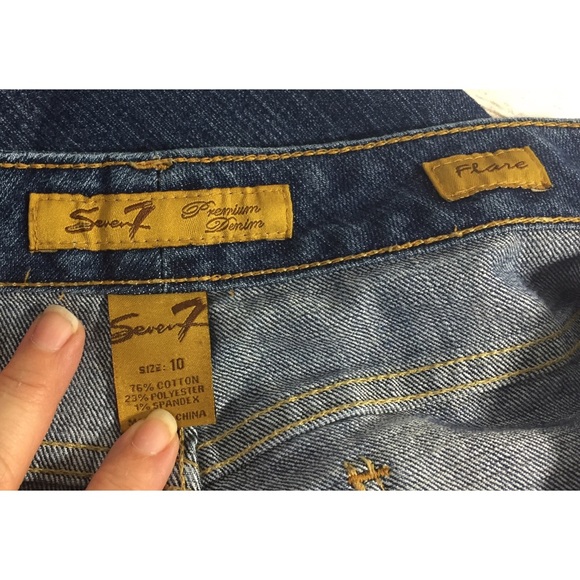 Seven7 Premium
Denim
Flare
Seven7
SIZE: 10
76% COTTON
23% POLYESTER
1% SPANDEX
CHINA